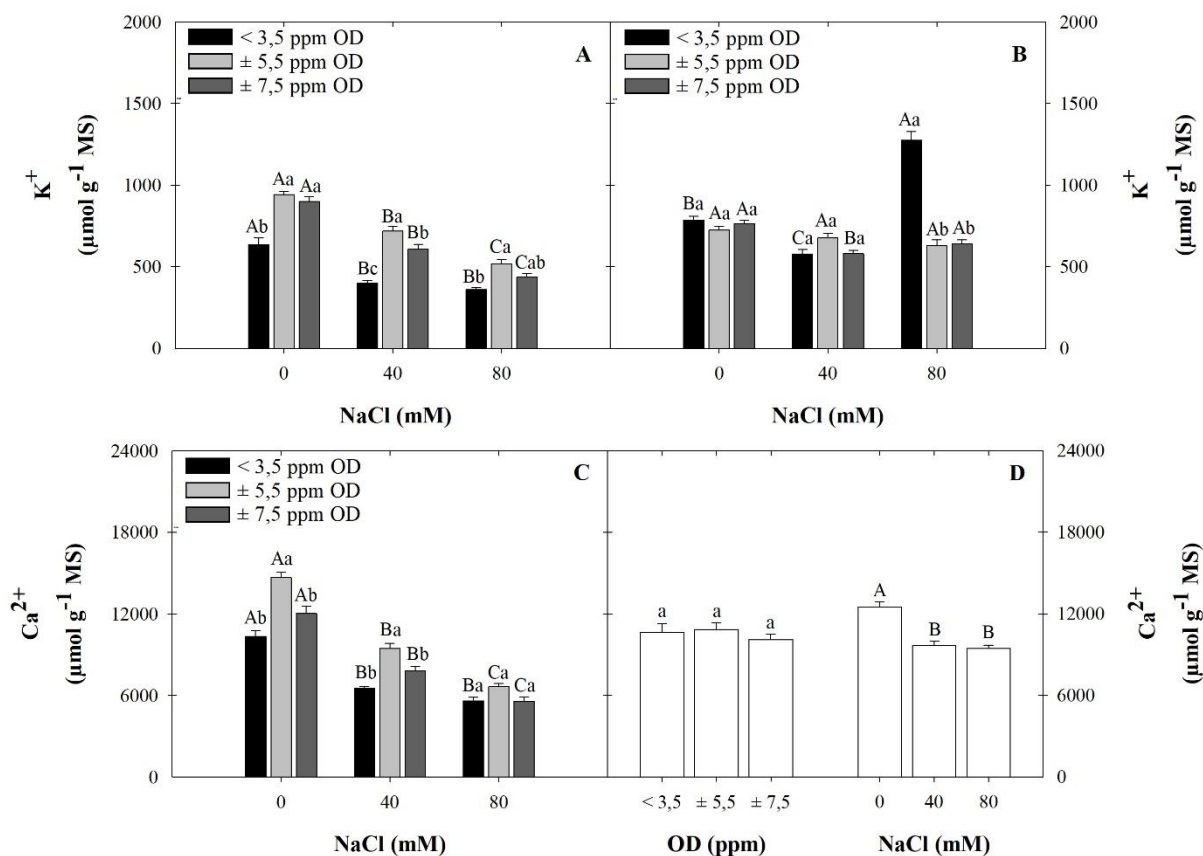 2000
1500
1000
500
0
K+
(µmol g-1 MS)
< 3,5 ppm OD
± 5,5 ppm OD
± 7,5 ppm OD
A
Ab
Aa
Aa
Bc
Ba
Bb
Bb
Ca
Cab
0
40
80
NaCl (mM)
< 3,5 ppm OD
± 5,5 ppm OD
± 7,5 ppm OD
B
Ba
Aa
Aa
Ca
Aa
Ba
Aa
Ab
Ab
0
40
80
NaCl (mM)
2000
1500
1000
500
0
K+
(µmol g-1 MS)
24000
18000
12000
6000
0
Ca2+
(µmol g-1 MS)
< 3,5 ppm OD
± 5,5 ppm OD
± 7,5 ppm OD
C
Ab
Aa
Ab
Bb
Ba
Bb
Ba
Ca
Ca
0
40
80
NaCl (mM)
D
a
a
a
A
B
B
< 3,5
± 5,5
± 7,5
0
40
80
OD (ppm)
NaCl (mM)
24000
18000
12000
6000
0
Ca2+
(µmol g-1 MS)